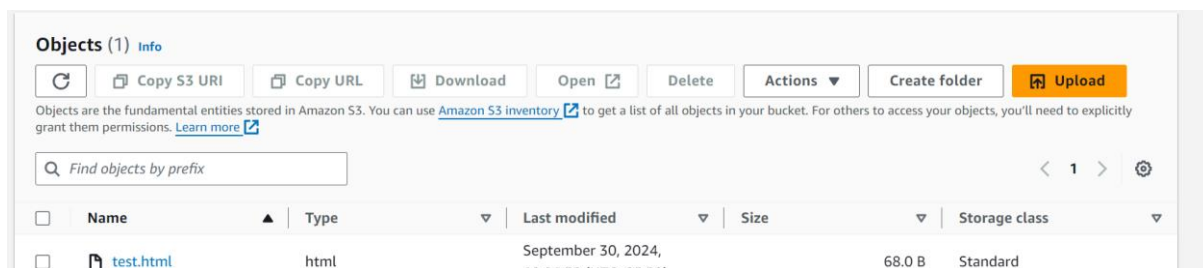 Objects (1) Info
Copy S3 URI Copy URL Download Open Delete Actions Create folder Upload
Objects are the fundamental entities stored in Amazon S3. You can use Amazon S3 inventory to get a list of all objects in your bucket. For others to access your objects, you'll need to explicitly
grant them permissions. Learn more
Find objects by prefix 1
Name Type Last modified Size Storage class
September 30, 2024,
test.html html 68.0 B Standard